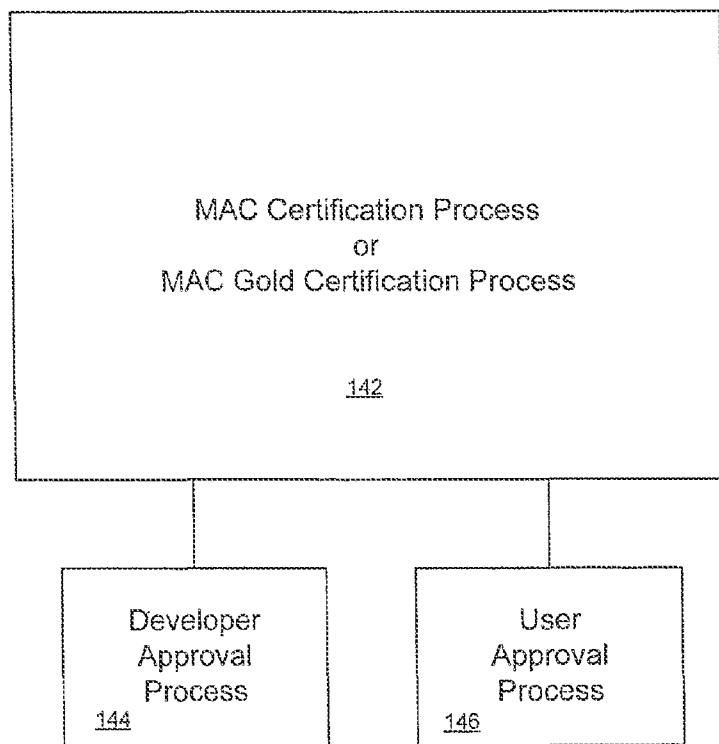 MAC Certification Process
or
MAC Gold Certification Process
142
Developer
Approval
Process
144
User
Approval
Process
146